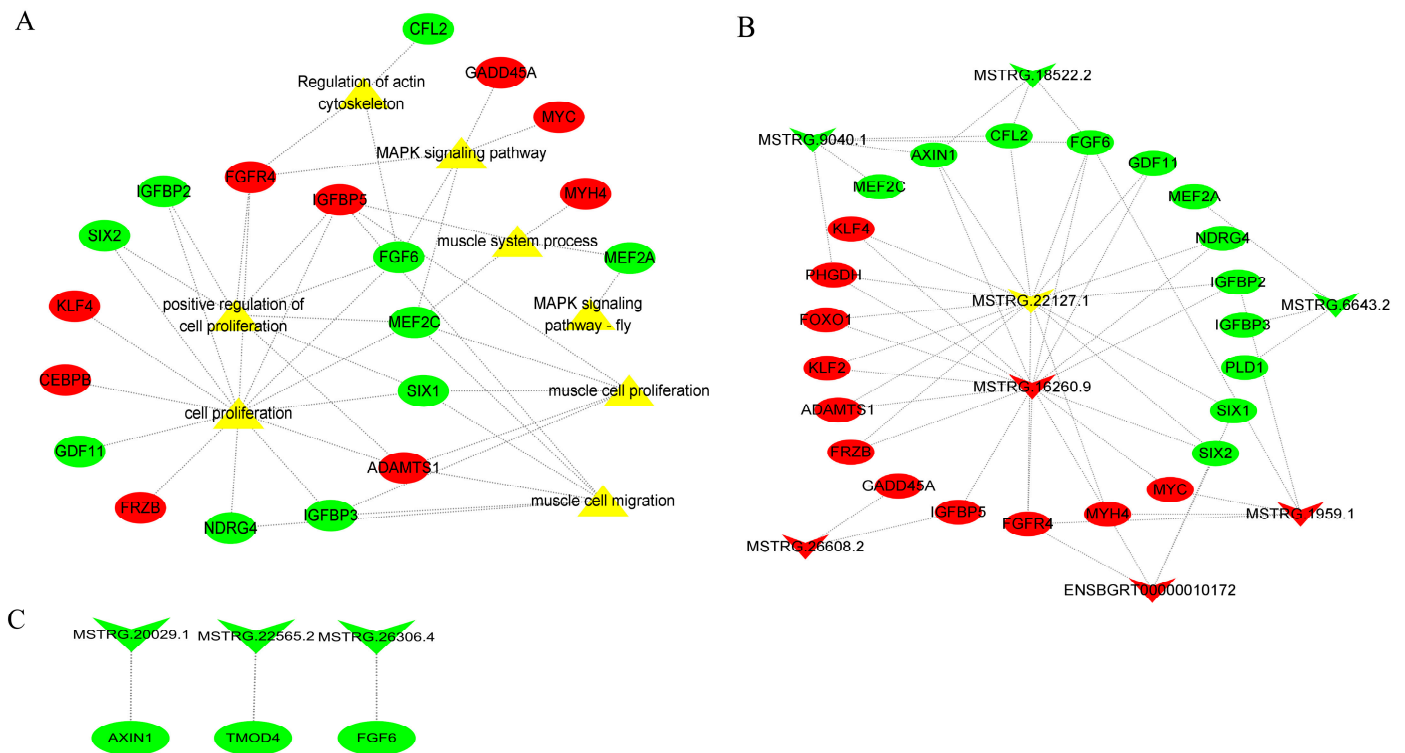 A
CFL2
GADD45A
Regulation of actin
cytoskeleton
MYC
MAPK signaling pathway
FGFR4
IGFBP2
IGFBP5
MYH4
SIX2
muscle system process
FGF6
MEF2A
KLF4
positive regulation of
cell proliferation
MAPK signaling
pathway - fly
MEF2C
CEBPB
SIX1
muscle cell proliferation
cell proliferation
GDF11
ADAMTS1
FRZB
NDRG4
IGFBP3
muscle cell migration
B
MSTRG.18522.2
MSTRG.9040.1
CFL2
FGF6
AXIN1
GDF11
MEF2C
MEF2A
KLF4
NDRG4
PHGDH
IGFBP2
MSTRG.22127.1
MSTRG.6643.2
FOXO1
IGFBP3
KLF2
PLD1
MSTRG.16260.9
ADAMTS1
SIX1
FRZB
SIX2
GADD45A
MYC
IGFBP5
FGFR4
MYH4
MSTRG.1959.1
MSTRG.26608.2
ENSBGRT00000010172
C
MSTRG.20029.1
MSTRG.22565.2
MSTRG.26306.4
AXIN1
TMOD4
FGF6